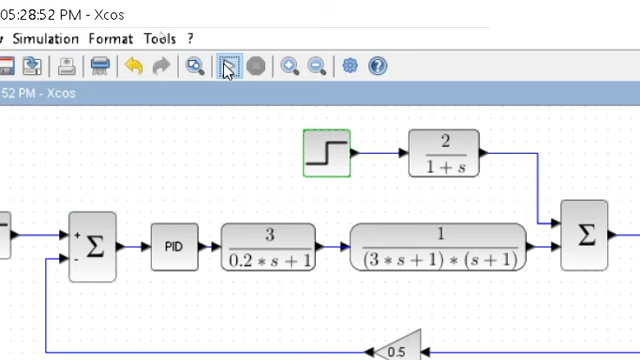 05:28:52 PM - Xcos
Simulation Format Tools ?
52 PM - Xcos
2
1 + s
+
-
Σ
PID
3
0.2 * s + 1
1
(3 * s + 1) * (s + 1)
Σ
0.5